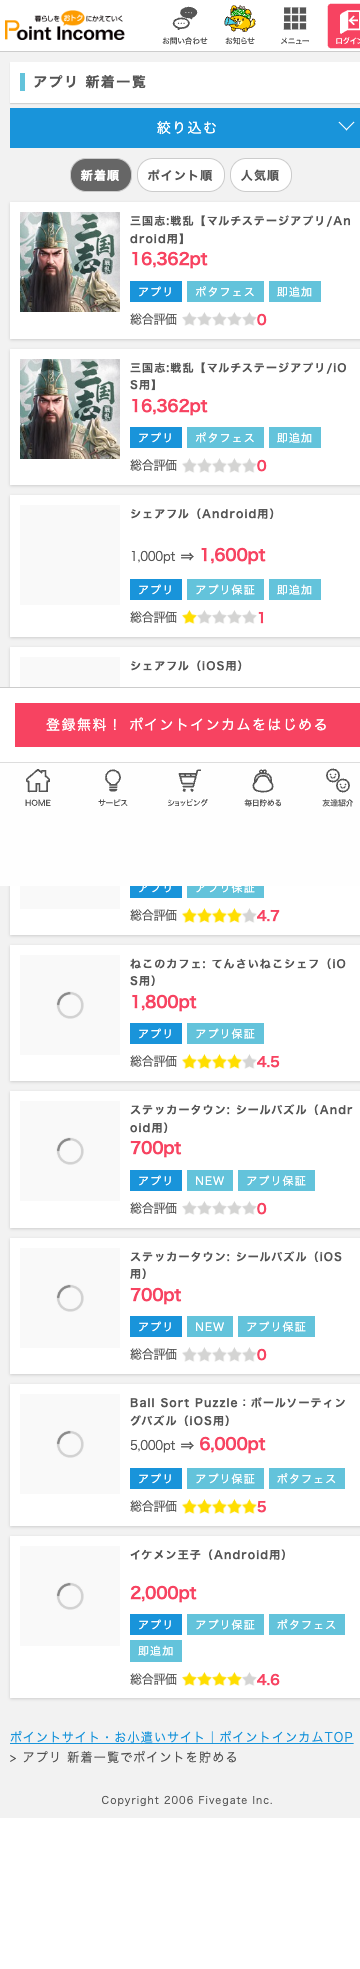 暮らしをおトクにかえていく
Point Income
お問い合わせ
お知らせ
メニュー
ログイン
アプリ 新着一覧
絞り込む
新着順
ポイント順
人気順
三国志 戦乱
三国志:戦乱【マルチステージアプリ/An
droid用】
16,362pt
アプリ ポタフェス 即追加
総合評価 0
三国志 戦乱
三国志:戦乱【マルチステージアプリ/iO
S用】
16,362pt
アプリ ポタフェス 即追加
総合評価 0
シェアフル（Android用）
1,000pt ⇒ 1,600pt
アプリ アプリ保証 即追加
総合評価 1
シェアフル（iOS用）
登録無料！ ポイントインカムをはじめる
HOME
サービス
ショッピング
毎日貯める
友達紹介
アプリ アプリ保証
総合評価 4.7
ねこのカフェ: てんさいねこシェフ（iO
S用）
1,800pt
アプリ アプリ保証
総合評価 4.5
ステッカータウン: シールパズル（Andr
oid用）
700pt
アプリ NEW アプリ保証
総合評価 0
ステッカータウン: シールパズル（iOS
用）
700pt
アプリ NEW アプリ保証
総合評価 0
Ball Sort Puzzle：ボールソーティン
グパズル（iOS用）
5,000pt ⇒ 6,000pt
アプリ アプリ保証 ポタフェス
総合評価 5
イケメン王子（Android用）
2,000pt
アプリ アプリ保証 ポタフェス
即追加
総合評価 4.6
ポイントサイト・お小遣いサイト｜ポイントインカムTOP
> アプリ 新着一覧でポイントを貯める
Copyright 2006 Fivegate Inc.